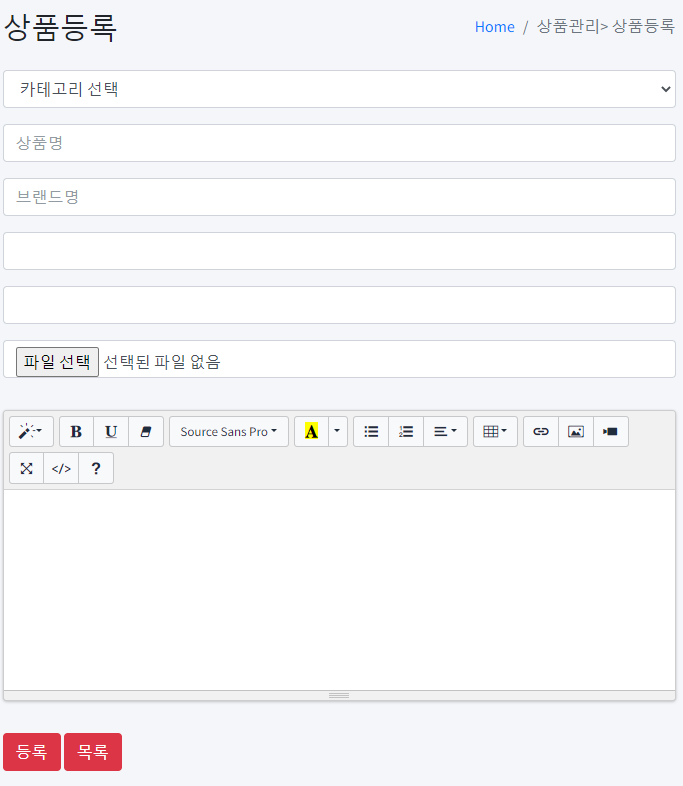 상품등록
Home / 상품관리> 상품등록
카테고리 선택
상품명
브랜드명
파일 선택 선택된 파일 없음
B U Source Sans Pro A
</> ?
등록 목록